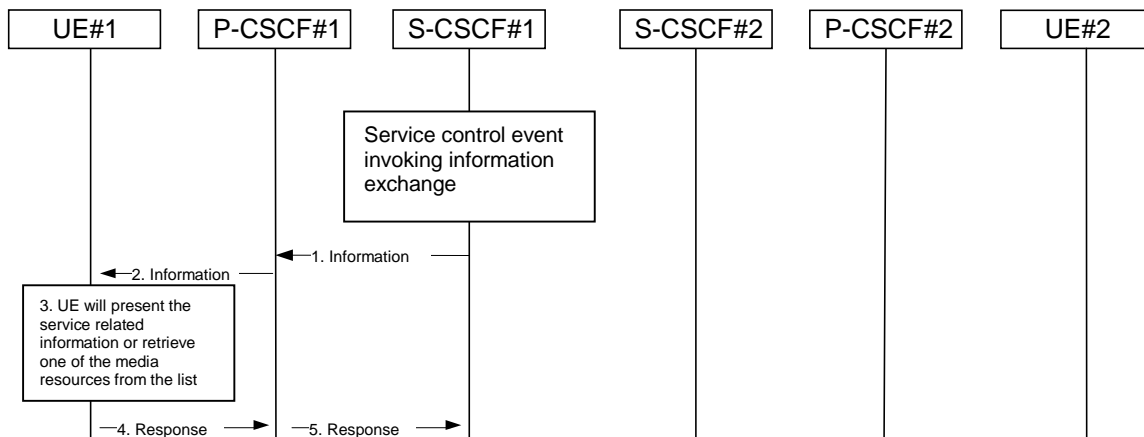 UE#1
P-CSCF#1
S-CSCF#1
S-CSCF#2
P-CSCF#2
UE#2
Service control event
invoking information
exchange
1. Information
2. Information
3. UE will present the
service related
information or retrieve
one of the media
resources from the list
4. Response
5. Response